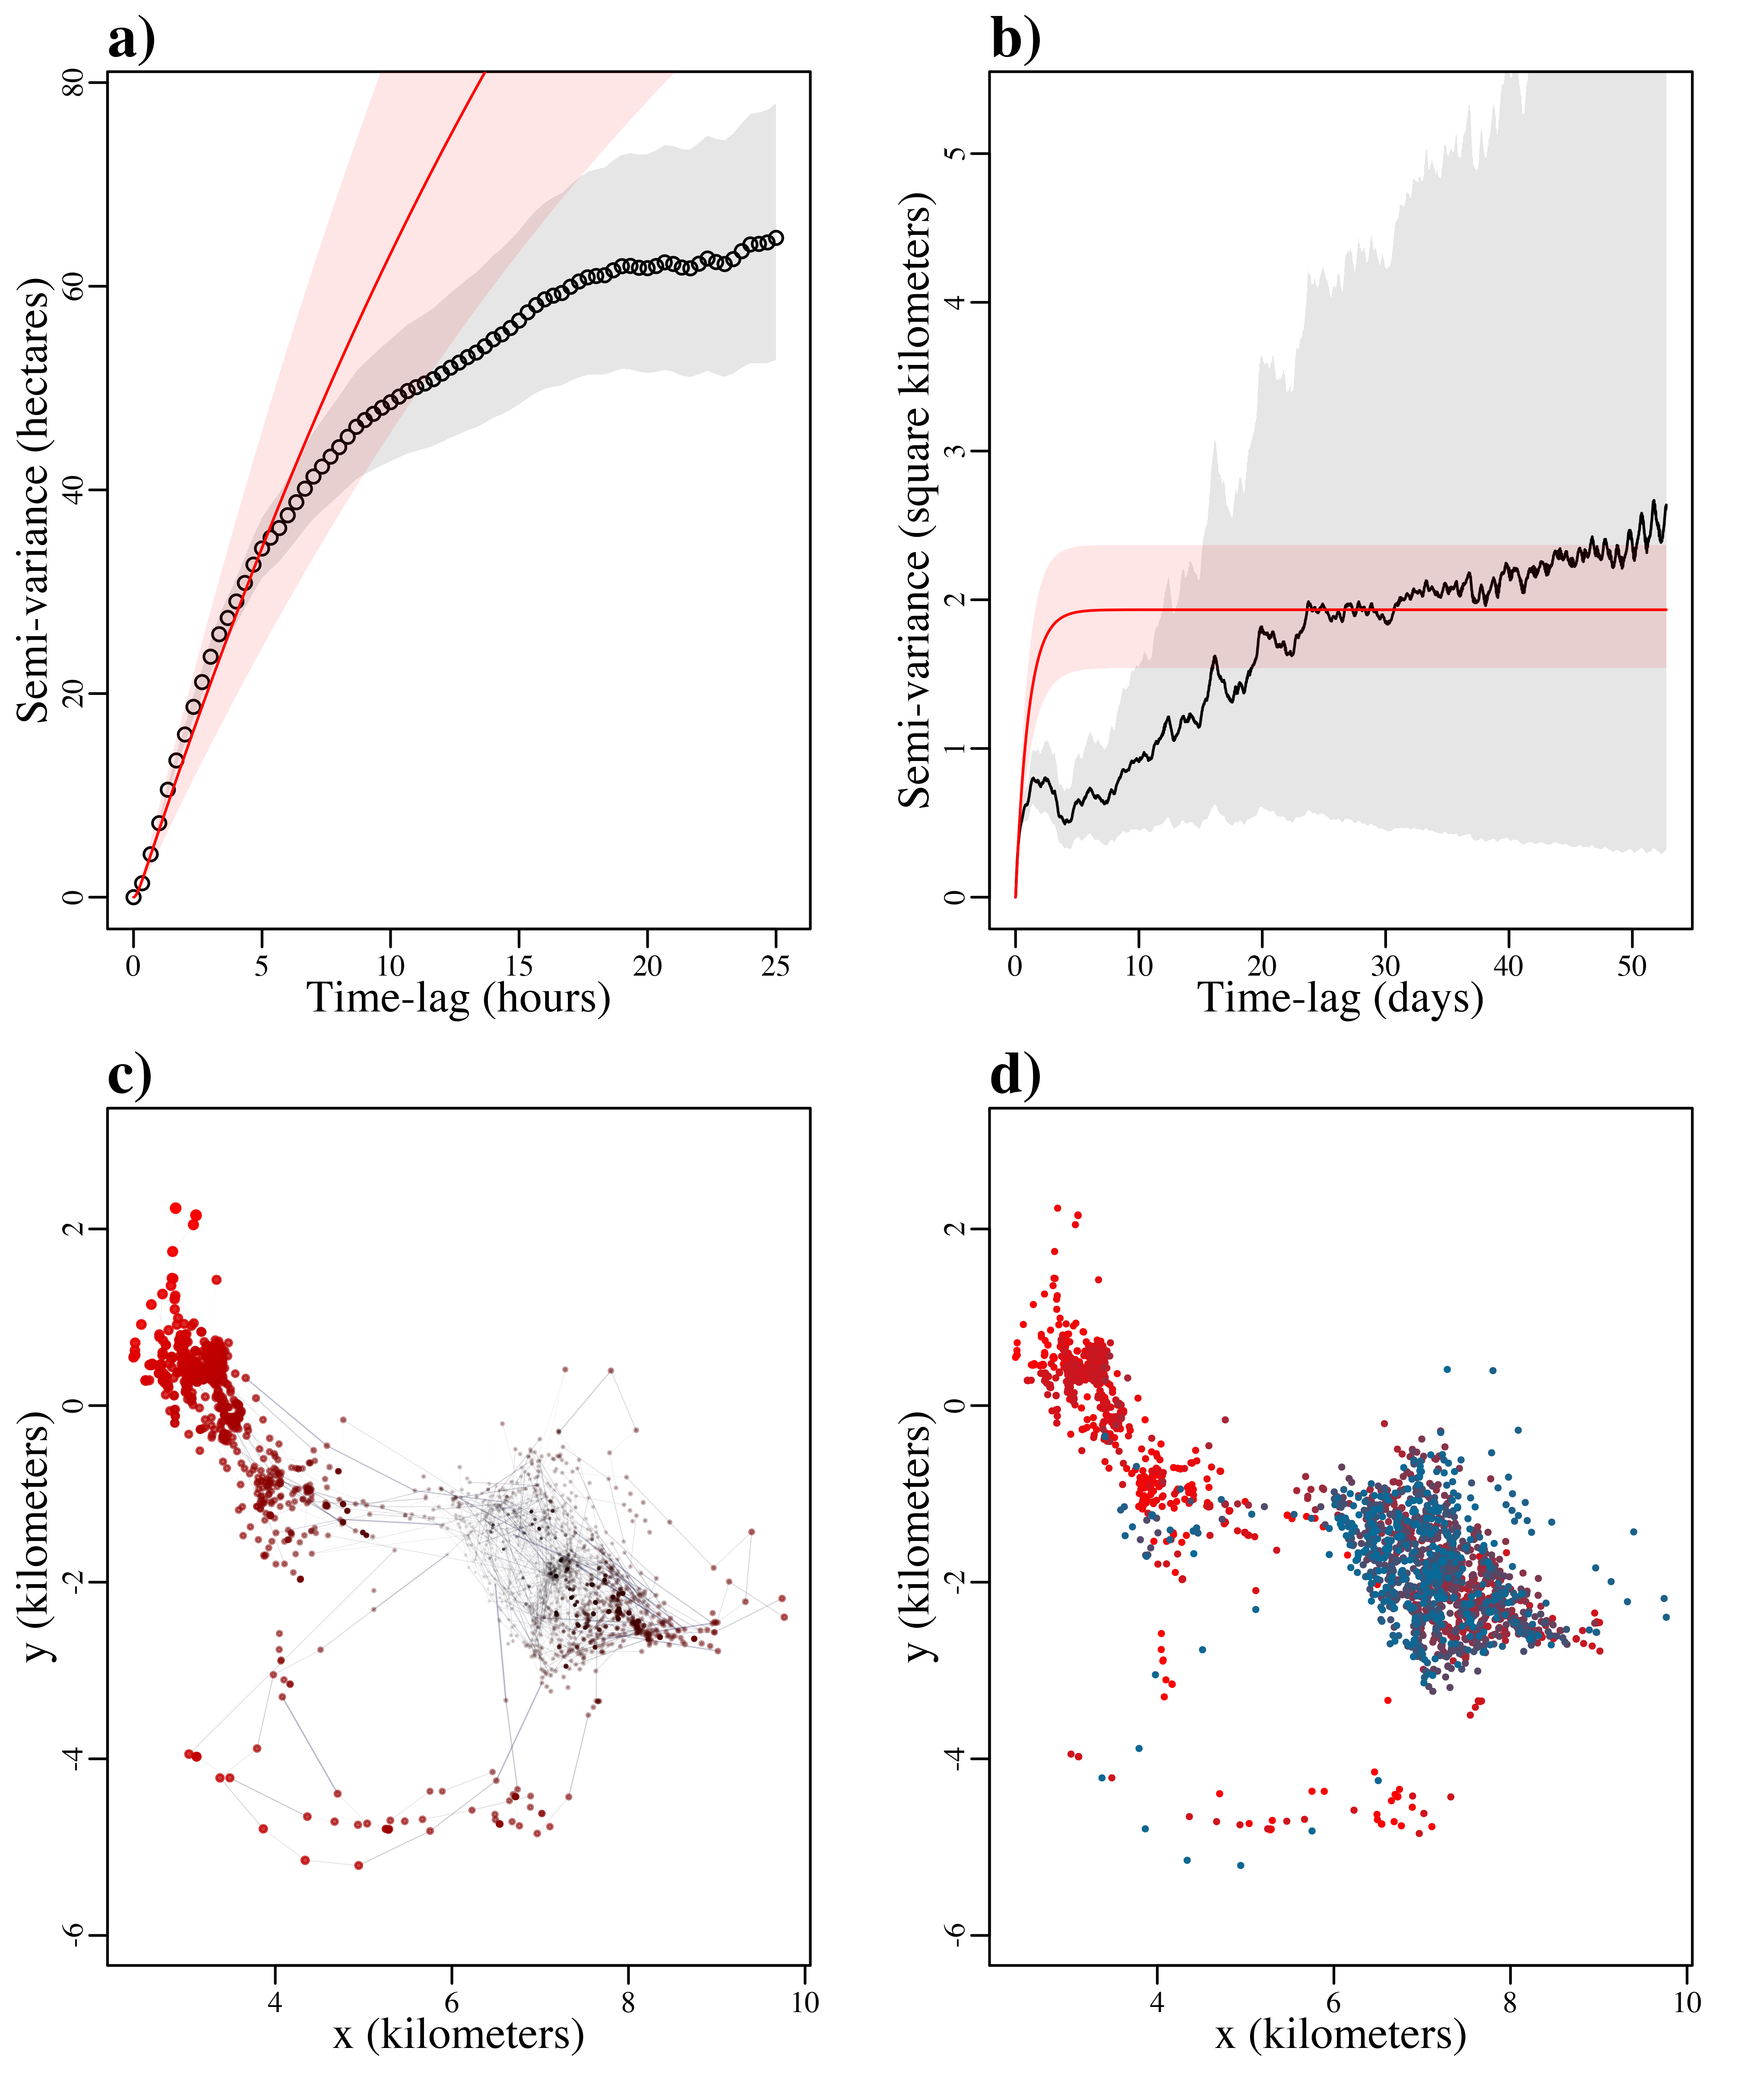 a)
Semi-variance (hectares)
0 20 40 60 80
0 5 10 15 20 25
Time-lag (hours)
b)
Semi-variance (square kilometers)
0 1 2 3 4 5
0 10 20 30 40 50
Time-lag (days)
c)
y (kilometers)
-6 -4 -2 0 2
4 6 8 10
x (kilometers)
d)
y (kilometers)
-6 -4 -2 0 2
4 6 8 10
x (kilometers)